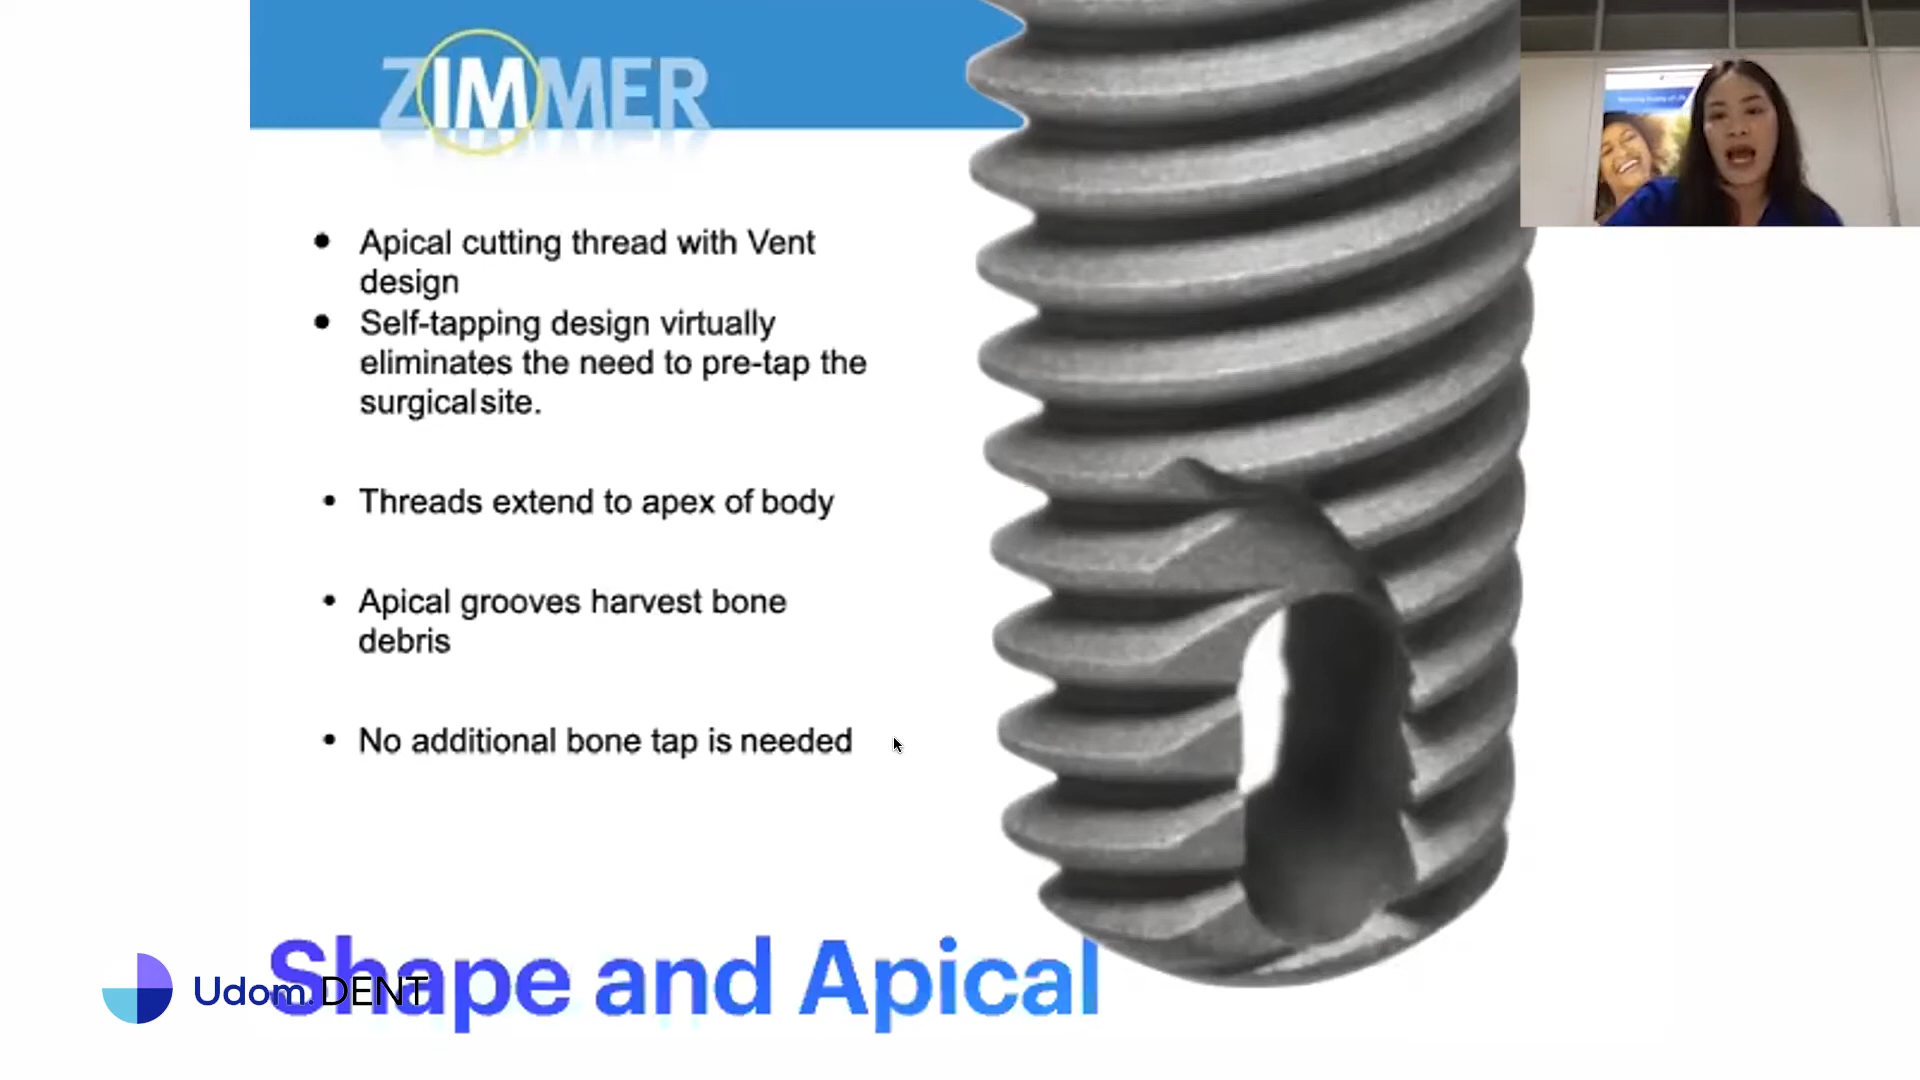 ZIMMER
Apical cutting thread with Vent
design
Self-tapping design virtually
eliminates the need to pre-tap the
surgical site.
Threads extend to apex of body
Apical grooves harvest bone
debris
No additional bone tap is needed
Shape and Apical
Udom.DENT